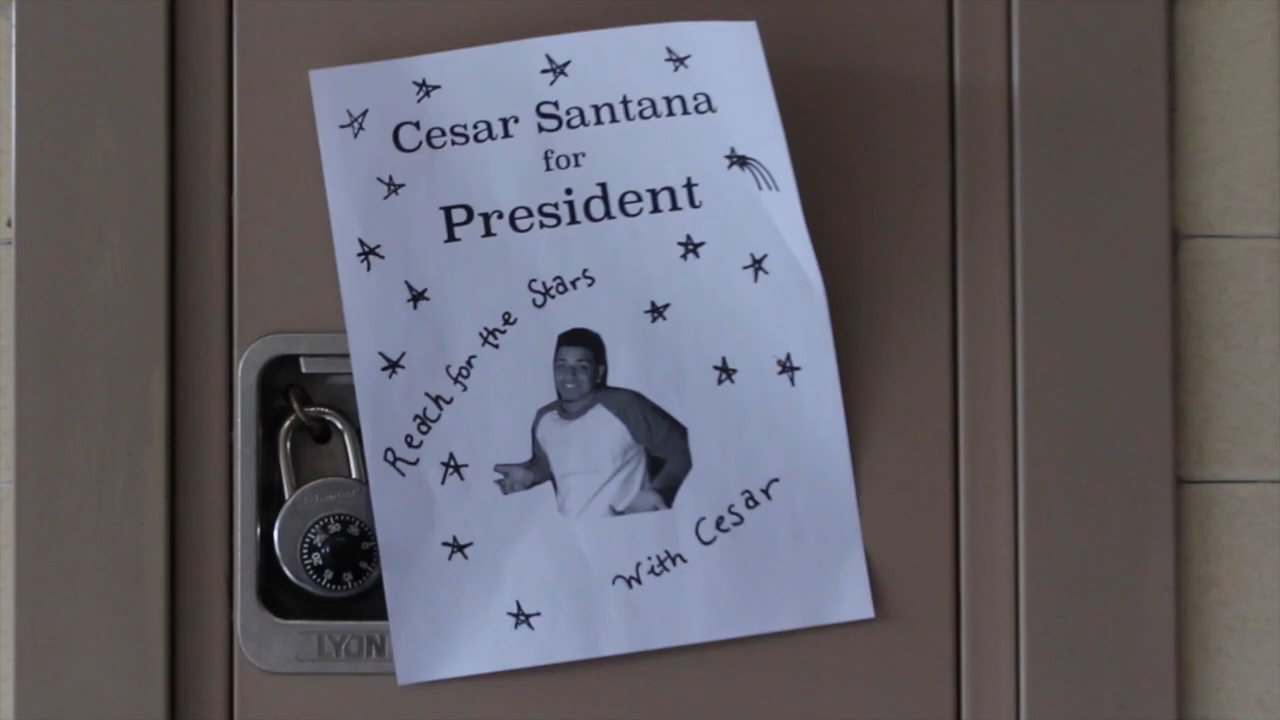 Cesar Santana
for
President
Reach for the Stars
With Cesar
LYON